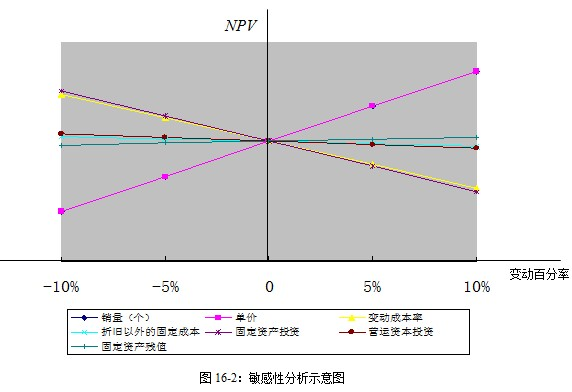 NPV
变动百分率
-10% -5% 0 5% 10%
销量（个） 单价 变动成本率
折旧以外的固定成本 固定资产投资 营运资本投资
固定资产残值
图 16-2：敏感性分析示意图